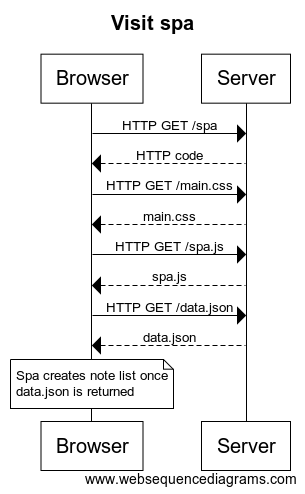 Visit spa
Browser
Server
HTTP GET /spa
HTTP code
HTTP GET /main.css
main.css
HTTP GET /spa.js
spa.js
HTTP GET /data.json
data.json
Spa creates note list once
data.json is returned
Browser
Server
www.websequencediagrams.com